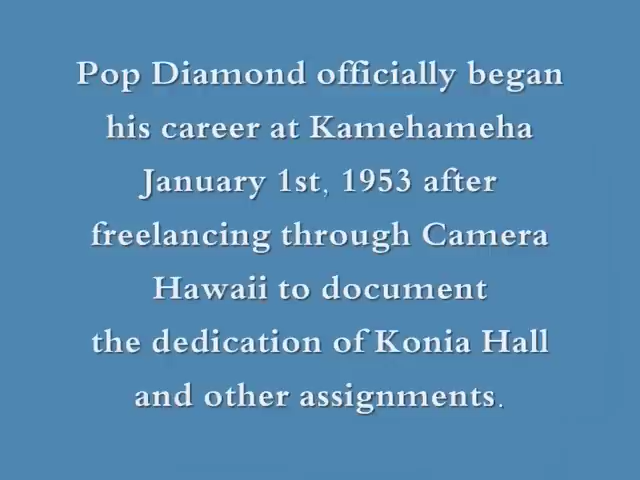 Pop Diamond officially began
his career at Kamehameha
January 1st, 1953 after
freelancing through Camera
Hawaii to document
the dedication of Konia Hall
and other assignments.